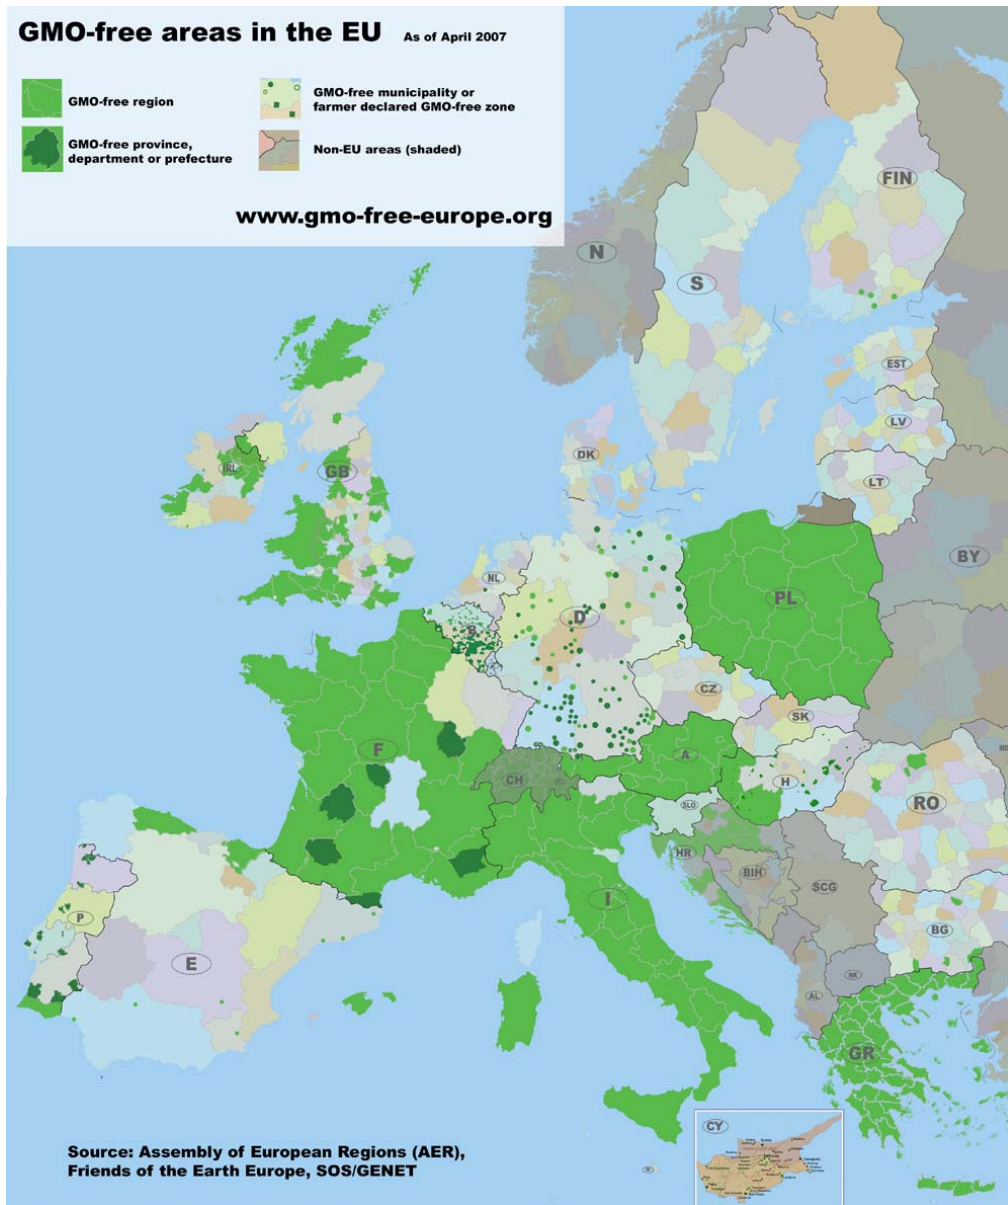 GMO-free areas in the EU As of April 2007
GMO-free region
GMO-free municipality or
farmer declared GMO-free zone
GMO-free province,
department or prefecture
Non-EU areas (shaded)
www.gmo-free-europe.org
FIN
N
S
EST
LV
DK
LT
IRL
GB
BY
NL
PL
D
B
CZ
SK
F
A
CH
H
SLO
RO
HR
BIH
SCG
P
I
BG
E
MK
AL
GR
CY
Source: Assembly of European Regions (AER),
Friends of the Earth Europe, SOS/GENET